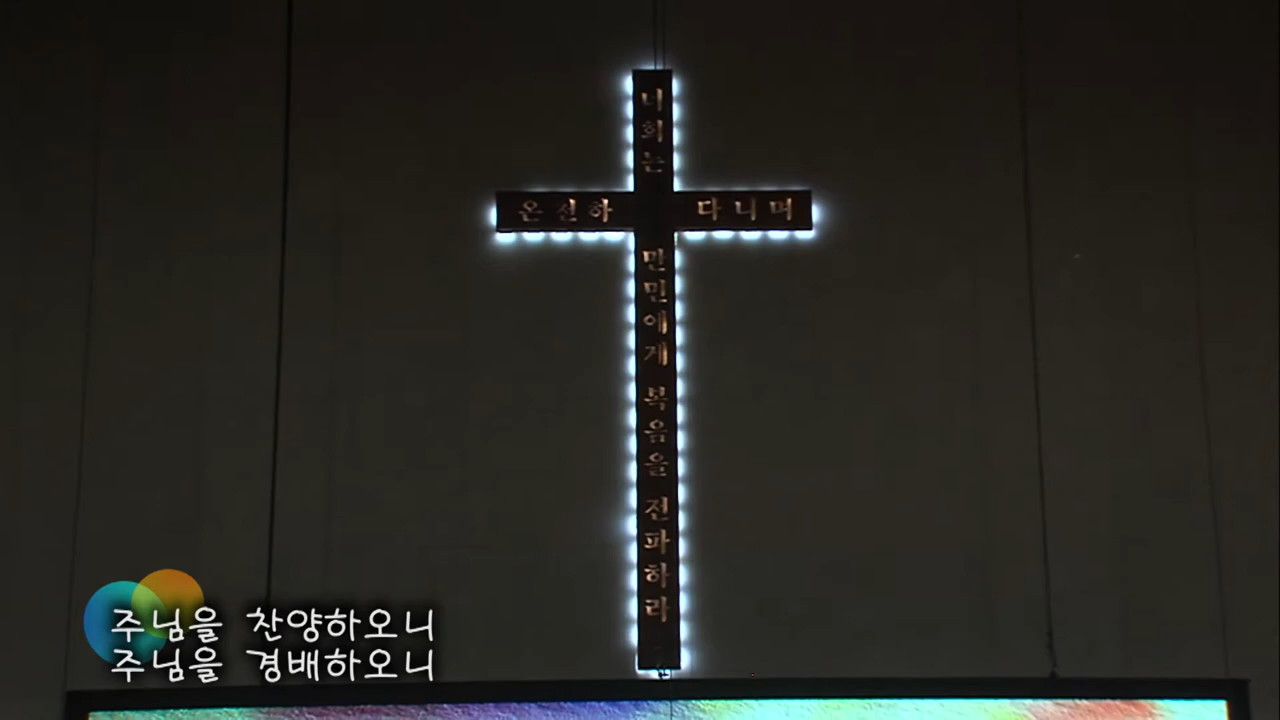 너희는
온천하 다니며
만민에게 복음을 전파하라
주님을 찬양하오니
주님을 경배하오니